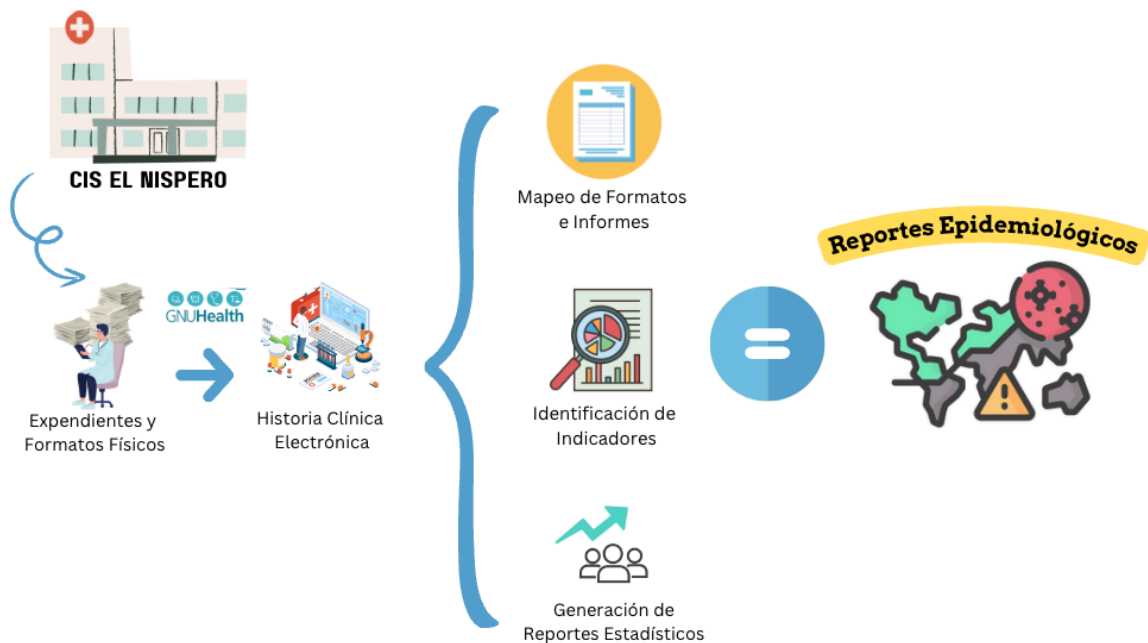 CIS EL NISPERO
GNUHealth
Expendientes y
Formatos Físicos
Historia Clínica
Electrónica
Mapeo de Formatos
e Informes
Identificación de
Indicadores
Generación de
Reportes Estadísticos
Reportes Epidemiológicos